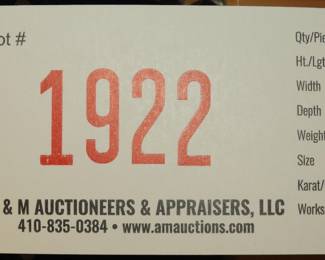 ot #
1922
& M AUCTIONEERS & APPRAISERS, LLC
410-835-0384 • www.amauctions.com
Qty/Pie
Ht./Lgt
Width
Depth
Weight
Size
Karat/
Works